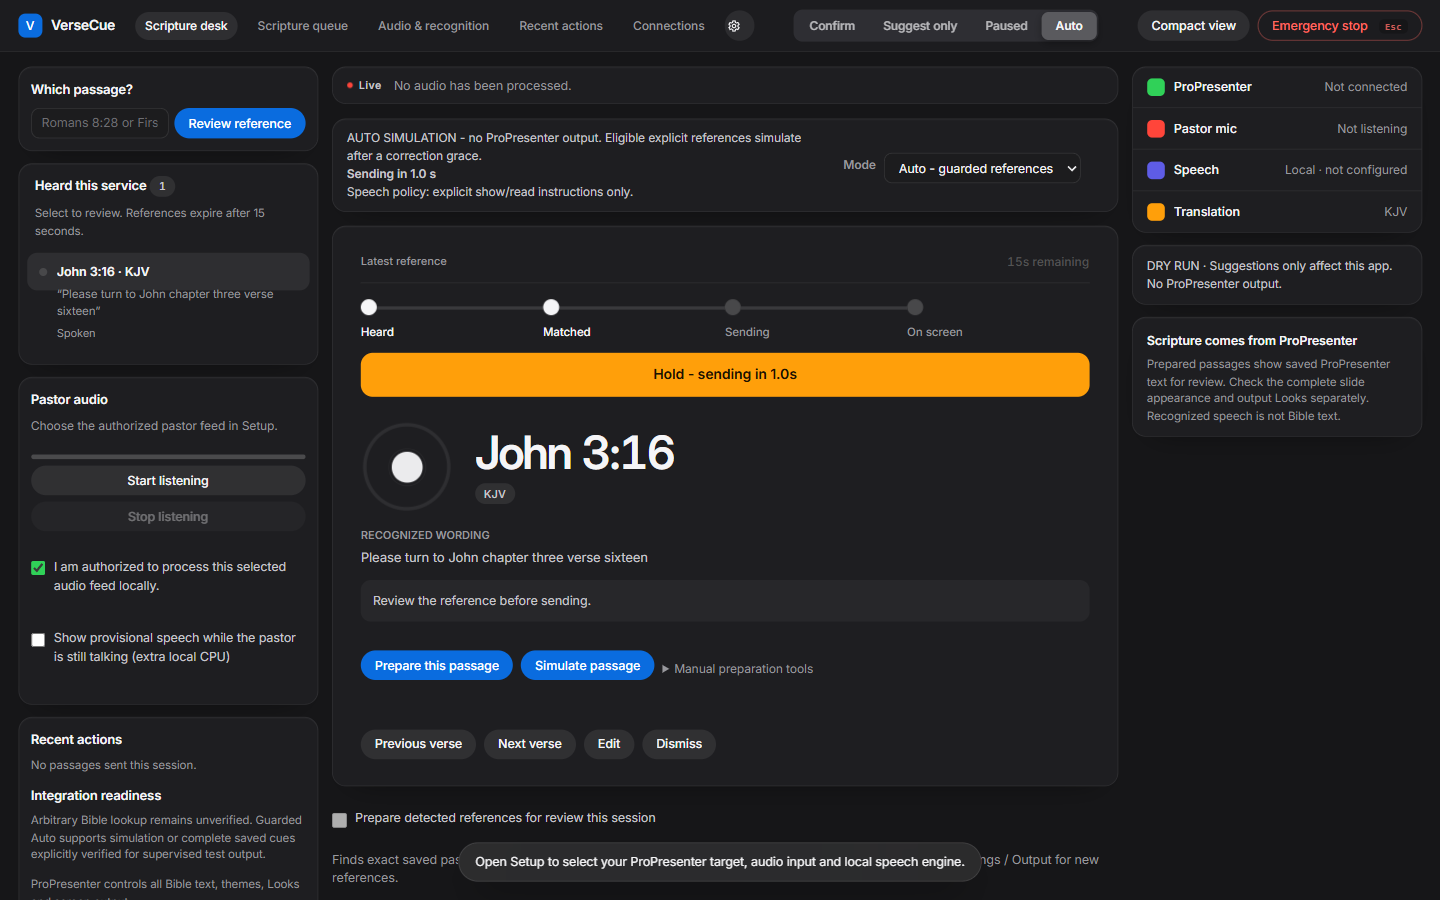 V VerseCue Scripture desk Scripture queue Audio & recognition Recent actions Connections Confirm Suggest only Paused Auto Compact view Emergency stop Esc
Which passage?
Romans 8:28 or Firs Review reference
Heard this service 1
Select to review. References expire after 15
seconds.
John 3:16 · KJV
“Please turn to John chapter three verse
sixteen”
Spoken
Pastor audio
Choose the authorized pastor feed in Setup.
Start listening
Stop listening
I am authorized to process this selected
audio feed locally.
Show provisional speech while the pastor
is still talking (extra local CPU)
Recent actions
No passages sent this session.
Integration readiness
Arbitrary Bible lookup remains unverified. Guarded
Auto supports simulation or complete saved cues
explicitly verified for supervised test output.
ProPresenter controls all Bible text, themes, Looks
Live No audio has been processed.
AUTO SIMULATION - no ProPresenter output. Eligible explicit references simulate
after a correction grace.
Sending in 1.0 s
Speech policy: explicit show/read instructions only.
Mode Auto - guarded references
Latest reference 15s remaining
Heard Matched Sending On screen
Hold - sending in 1.0s
John 3:16
KJV
RECOGNIZED WORDING
Please turn to John chapter three verse sixteen
Review the reference before sending.
Prepare this passage Simulate passage Manual preparation tools
Previous verse Next verse Edit Dismiss
Prepare detected references for review this session
Finds exact saved pas ngs / Output for new
references.
Open Setup to select your ProPresenter target, audio input and local speech engine.
ProPresenter Not connected
Pastor mic Not listening
Speech Local · not configured
Translation KJV
DRY RUN · Suggestions only affect this app.
No ProPresenter output.
Scripture comes from ProPresenter
Prepared passages show saved ProPresenter
text for review. Check the complete slide
appearance and output Looks separately.
Recognized speech is not Bible text.